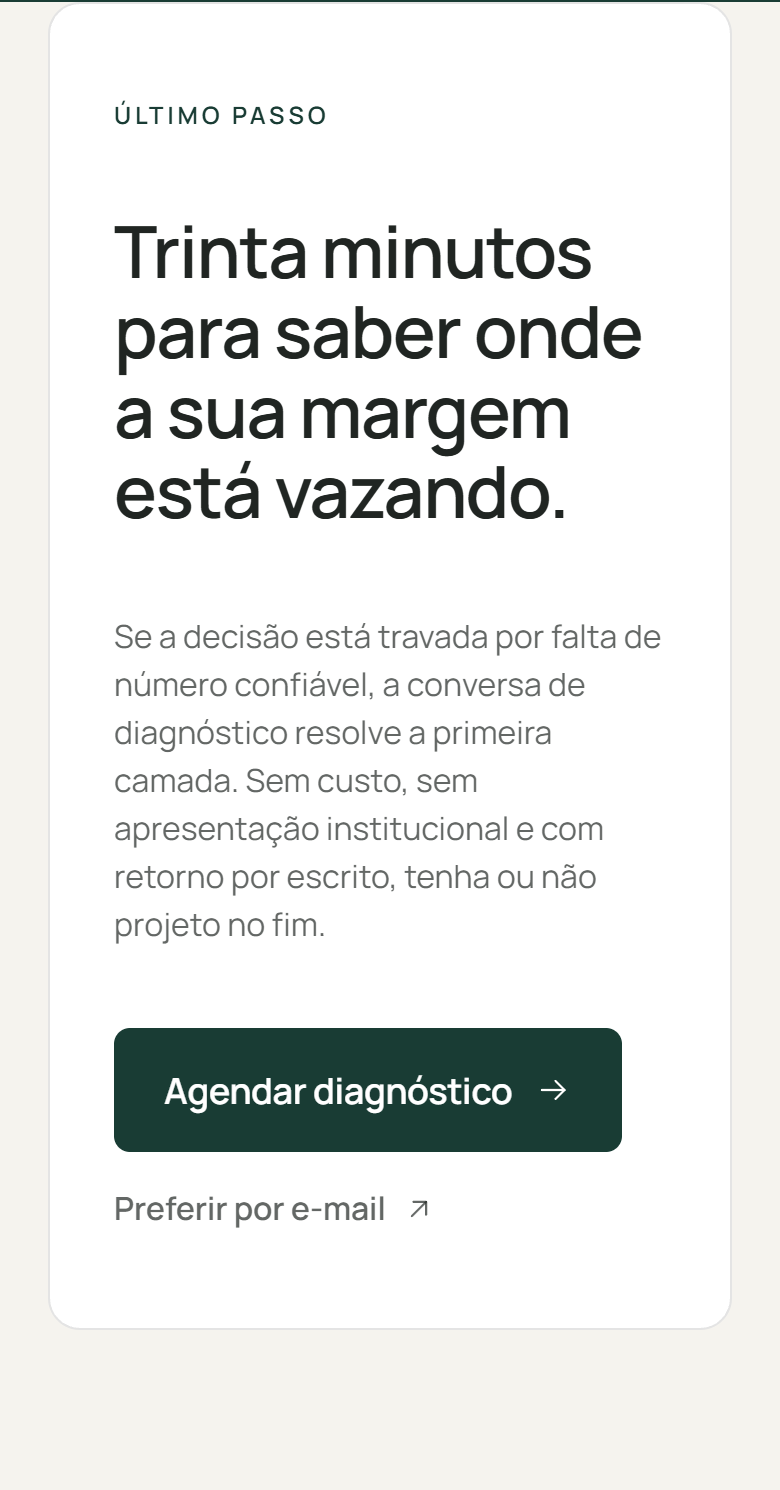 ÚLTIMO PASSO
Trinta minutos
para saber onde
a sua margem
está vazando.
Se a decisão está travada por falta de
número confiável, a conversa de
diagnóstico resolve a primeira
camada. Sem custo, sem
apresentação institucional e com
retorno por escrito, tenha ou não
projeto no fim.
Agendar diagnóstico →
Preferir por e-mail ↗